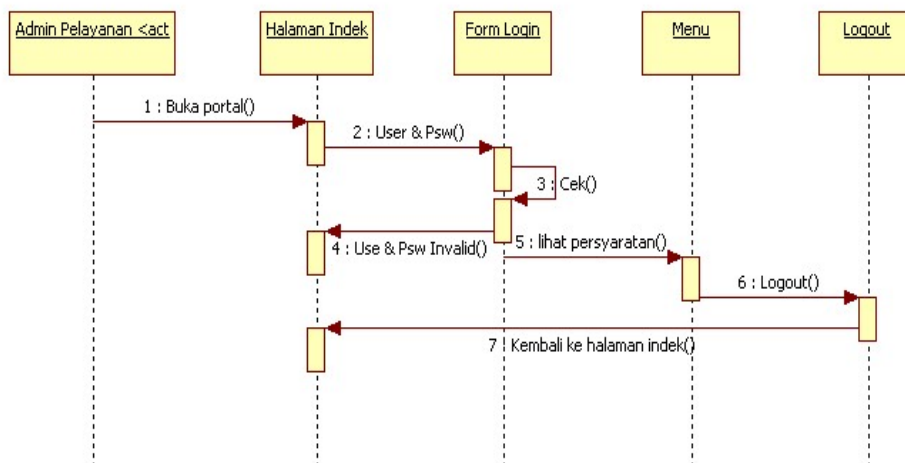 Admin Pelayanan <act
Halaman Indek
Form Login
Menu
Logout
1 : Buka portal()
2 : User & Psw()
3 : Cek()
4 : Use & Psw Invalid()
5 : lihat persyaratan()
6 : Logout()
7 : Kembali ke halaman indek()